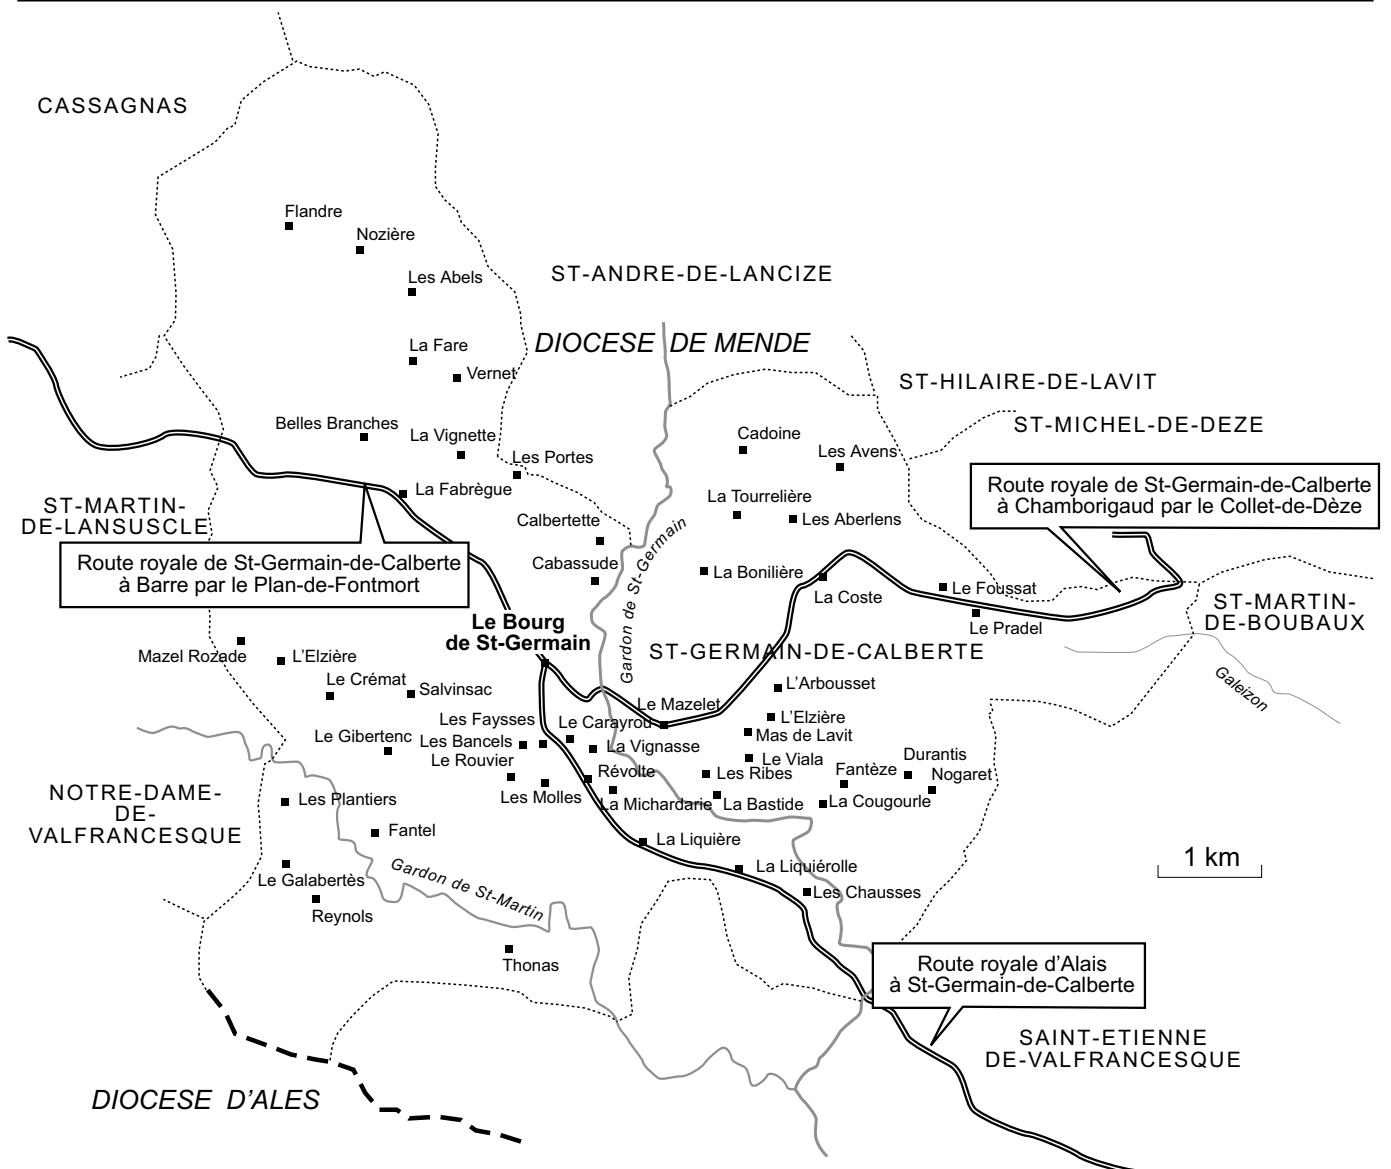 CASSAGNAS
Flandre
Nozière
Les Abels
ST-ANDRE-DE-LANCIZE
DIOCESE DE MENDE
La Fare
Vernet
ST-HILAIRE-DE-LAVIT
ST-MICHEL-DE-DEZE
Belles Branches
La Vignette
Les Portes
Cadoine
Les Avens
La Fabrègue
La Tourrelière
Les Aberlens
Route royale de St-Germain-de-Calberte
à Chamborigaud par le Collet-de-Dèze
ST-MARTIN-
DE-LANSUSCLE
Calbertette
Cabassude
Gardon de St-Germain
La Bonilière
La Coste
Le Foussat
Le Pradel
Route royale de St-Germain-de-Calberte
à Barre par le Plan-de-Fontmort
ST-MARTIN-
DE-BOUBAUX
Le Bourg
de St-Germain
ST-GERMAIN-DE-CALBERTE
Galeizon
Mazel Rozade
L'Elzière
Le Crémat
Salvinsac
L'Arbousset
Le Mazelet
L'Elzière
Les Faysses
Le Carayrou
Mas de Lavit
Le Gibertenc
Les Bancels
La Vignasse
Le Rouvier
Le Viala
Durantis
Révolte
Les Ribes
Fantèze
Nogaret
Les Molles
La Michardarie
La Bastide
La Cougourle
NOTRE-DAME-
DE-
VALFRANCESQUE
Les Plantiers
Fantel
La Liquière
1 km
La Liquiérolle
Le Galabertès
Gardon de St-Martin
Les Chausses
Reynols
Thonas
Route royale d'Alais
à St-Germain-de-Calberte
SAINT-ETIENNE
DE-VALFRANCESQUE
DIOCESE D'ALES